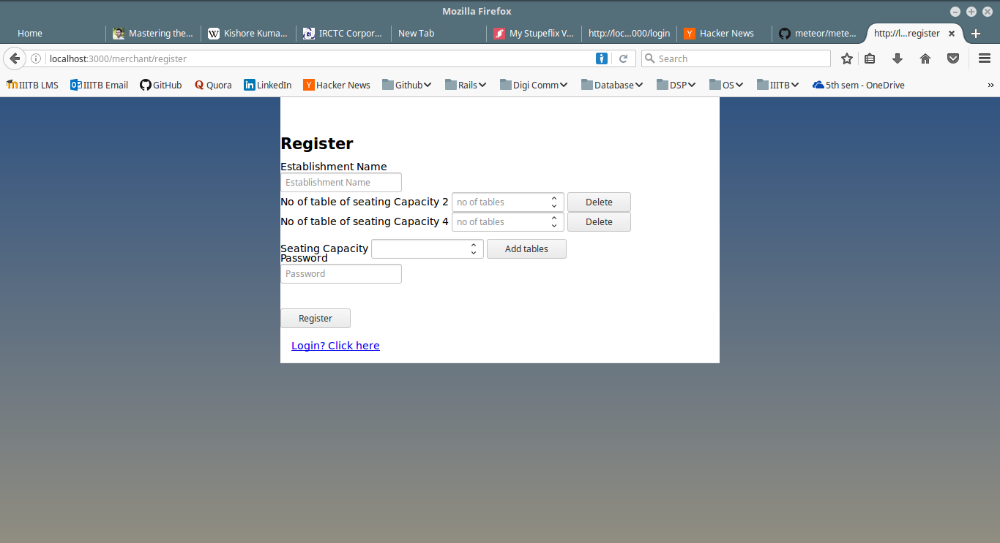 Mozilla Firefox
Home Mastering the... Kishore Kuma... IRCTC Corpor... New Tab My Stupeflix V... http://loc...000/login Hacker News meteor/mete... http://l...register
localhost:3000/merchant/register Search
IIITB LMS IIITB Email GitHub Quora LinkedIn Hacker News Github Rails Digi Comm Database DSP OS IIITB 5th sem - OneDrive
Register
Establishment Name
Establishment Name
No of table of seating Capacity 2 no of tables Delete
No of table of seating Capacity 4 no of tables Delete
Seating Capacity Add tables
Password
Password
Register
Login? Click here